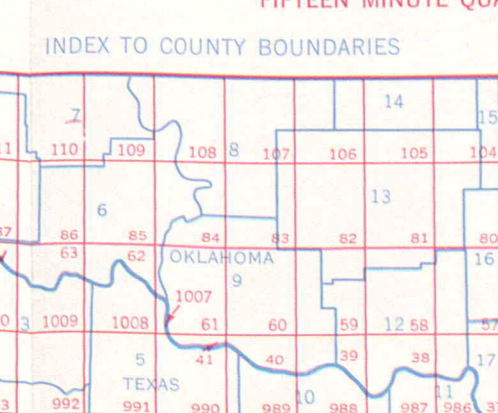 FIFTEEN MINUTE QUA
INDEX TO COUNTY BOUNDARIES
14
7
15
11 110 109 108 8 107 106 105 104
13
6
87 86 85 84 83 82 81 80
63 62 OKLAHOMA 16
9
1007
0 3 1009 1008 61 60 59 12 58 57
5 41 40 39 38 17
TEXAS
10 11
3 992 991 990 989 988 987 986